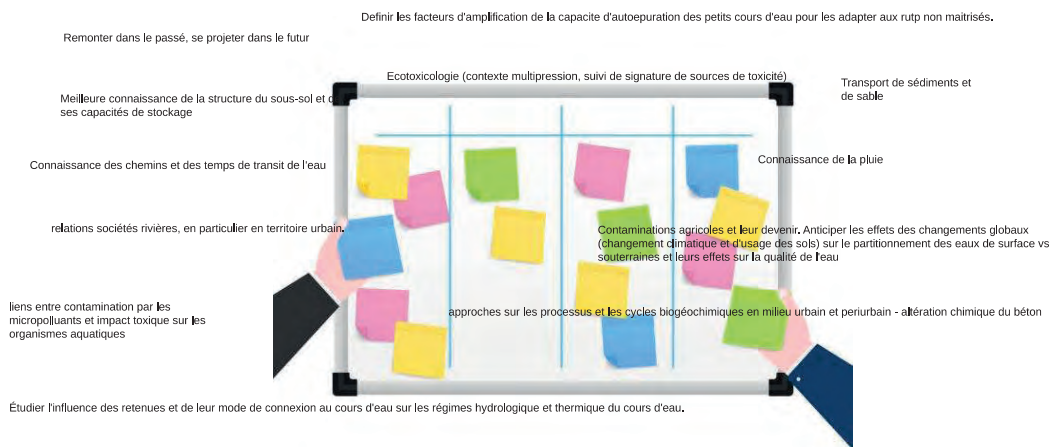 Definir les facteurs d'amplification de la capacite d'autoepuration des petits cours d'eau pour les adapter aux rutp non maitrisés.
Remonter dans le passé, se projeter dans le futur
Ecotoxicologie (contexte multipression, suivi de signature de sources de toxicité)
Transport de sédiments et
de sable
Meilleure connaissance de la structure du sous-sol et
ses capacités de stockage
Connaissance des chemins et des temps de transit de l'eau
Connaissance de la pluie
relations sociétés rivières, en particulier en territoire urbain.
Contaminations agricoles et leur devenir. Anticiper les effets des changements globaux
(changement climatique et d'usage des sols) sur le partitionnement des eaux de surface vs
souterraines et leurs effets sur la qualité de l'eau
liens entre contamination par les
micropolluants et impact toxique sur les
organismes aquatiques
approches sur les processus et les cycles biogéochimiques en milieu urbain et periurbain - altération chimique du béton
Étudier l'influence des retenues et de leur mode de connexion au cours d'eau sur les régimes hydrologique et thermique du cours d'eau.